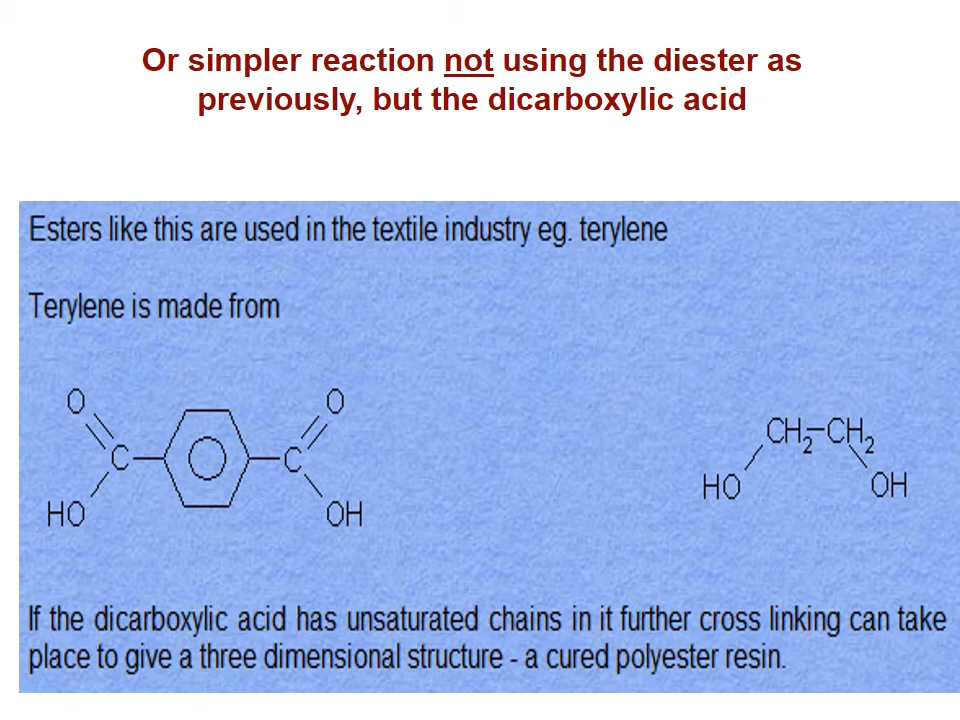 Or simpler reaction not using the diester as
previously, but the dicarboxylic acid
Esters like this are used in the textile industry eg. terylene
Terylene is made from
O O
C C
HO OH
CH2-CH2
HO OH
If the dicarboxylic acid has unsaturated chains in it further cross linking can take
place to give a three dimensional structure - a cured polyester resin.